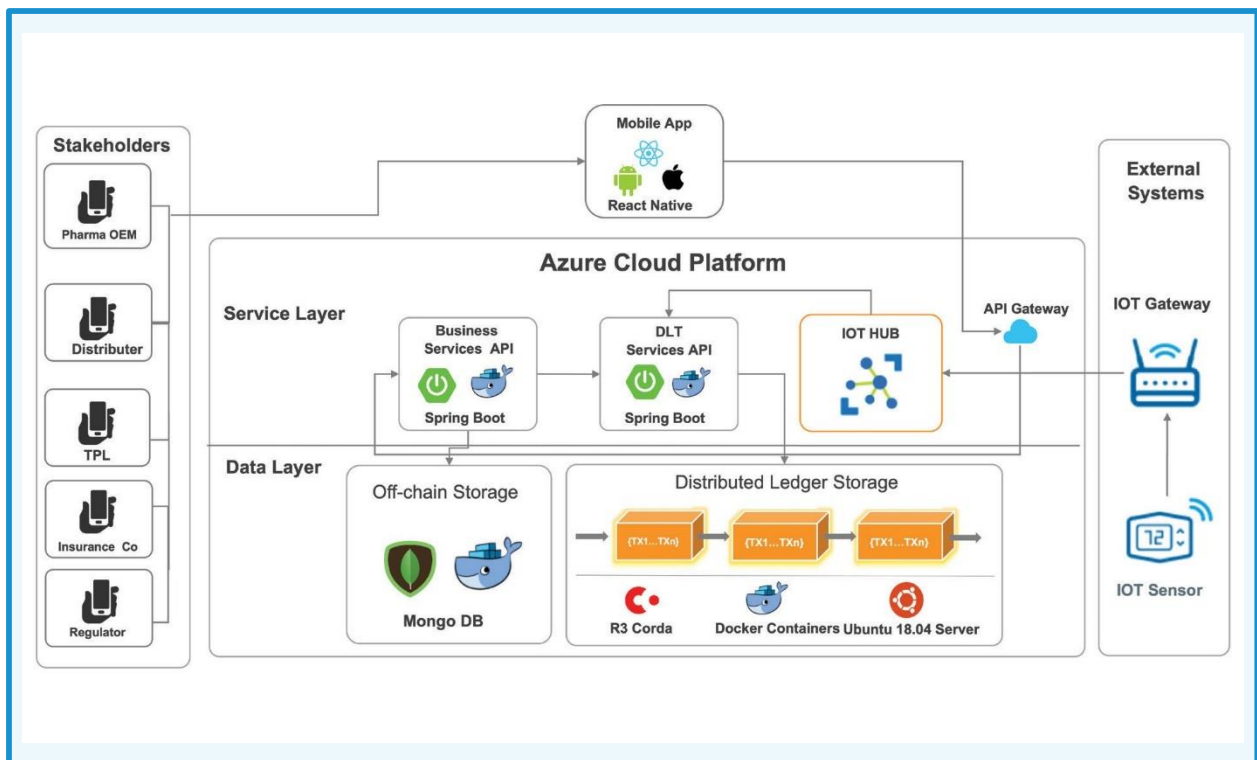 Stakeholders
Pharma OEM
Distributer
TPL
Insurance Co
Regulator
Mobile App
React Native
Azure Cloud Platform
Service Layer
Business
Services API
Spring Boot
DLT
Services API
Spring Boot
IOT HUB
API Gateway
Data Layer
Off-chain Storage
Mongo DB
Distributed Ledger Storage
{TX1...TXn}
{TX1...TXn}
{TX1...TXn}
R3 Corda
Docker Containers
Ubuntu 18.04 Server
External
Systems
IOT Gateway
72
IOT Sensor